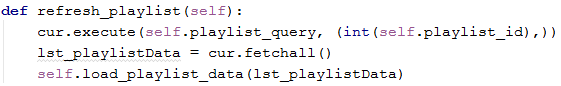 def refresh_playlist(self):
    cur.execute(self.playlist_query, (int(self.playlist_id),))
    lst_playlistData = cur.fetchall()
    self.load_playlist_data(lst_playlistData)